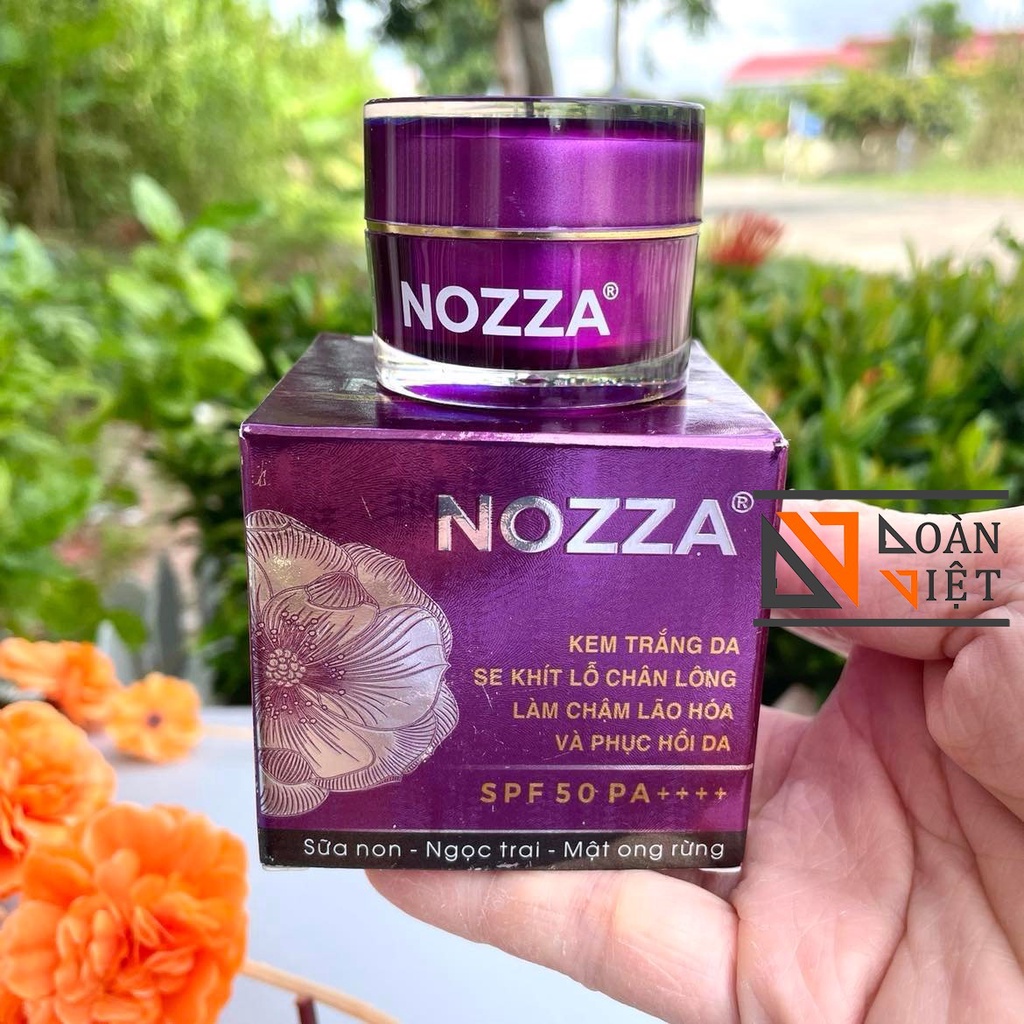 NOZZA®
NOZZA®
KEM TRẮNG DA
SE KHÍT LỖ CHÂN LÔNG
LÀM CHẬM LÃO HÓA
VÀ PHỤC HỒI DA
SPF 50 PA++++
Sữa non - Ngọc trai - Mật ong rừng
ĐOÀN
VIỆT